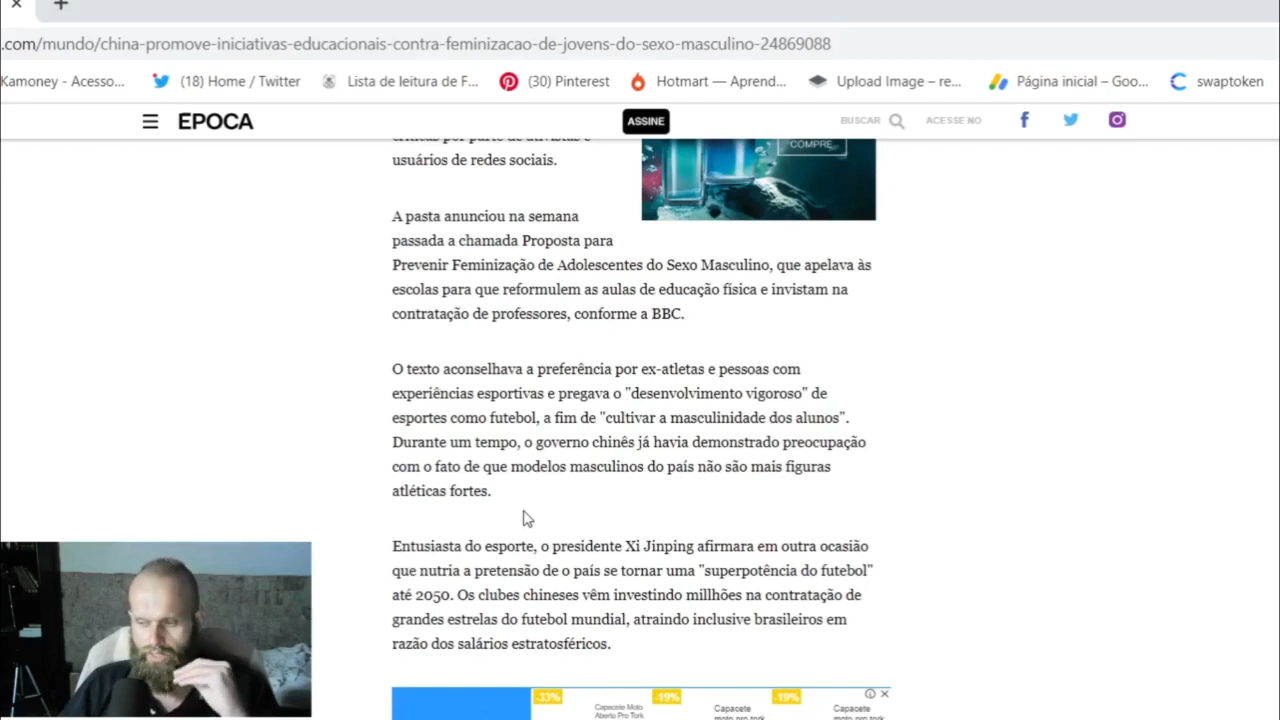 .com/mundo/china-promove-iniciativas-educacionais-contra-feminizacao-de-jovens-do-sexo-masculino-24869088
Kamoney - Acesso...
(18) Home / Twitter
Lista de leitura de F...
(30) Pinterest
Hotmart — Aprend...
Upload Image – re...
Página inicial – Goo...
swaptoken
EPOCA
ASSINE
BUSCAR
ACESSE NO
usuários de redes sociais.
COMPRE
A pasta anunciou na semana
passada a chamada Proposta para
Prevenir Feminização de Adolescentes do Sexo Masculino, que apelava às
escolas para que reformulem as aulas de educação física e invistam na
contratação de professores, conforme a BBC.
O texto aconselhava a preferência por ex-atletas e pessoas com
experiências esportivas e pregava o "desenvolvimento vigoroso" de
esportes como futebol, a fim de "cultivar a masculinidade dos alunos".
Durante um tempo, o governo chinês já havia demonstrado preocupação
com o fato de que modelos masculinos do país não são mais figuras
atléticas fortes.
Entusiasta do esporte, o presidente Xi Jinping afirmara em outra ocasião
que nutria a pretensão de o país se tornar uma "superpotência do futebol"
até 2050. Os clubes chineses vêm investindo millhões na contratação de
grandes estrelas do futebol mundial, atraindo inclusive brasileiros em
razão dos salários estratosféricos.
-33%
Capacete Moto
Aberto Pro Tork
-19%
Capacete
moto pro tork
-19%
Capacete
moto pro tork